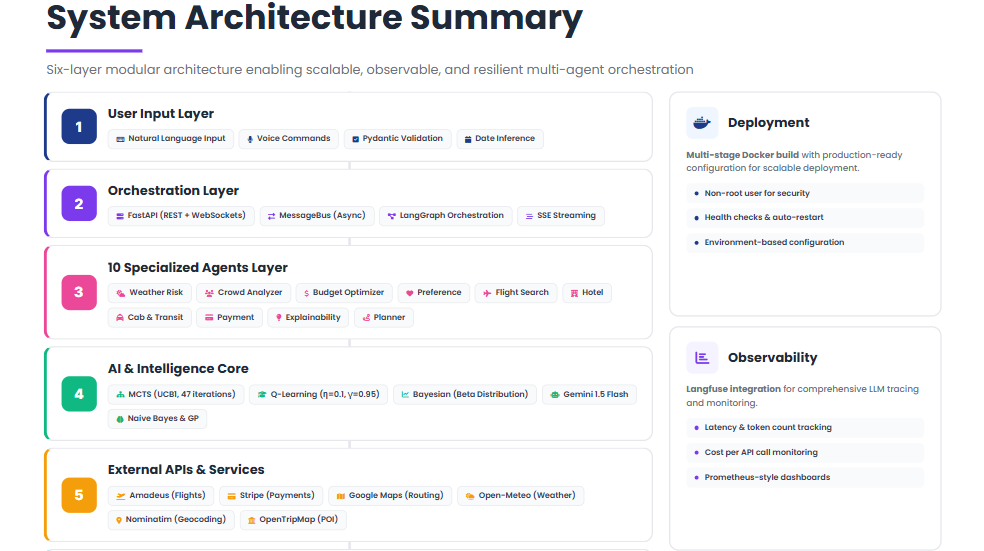 System Architecture Summary
Six-layer modular architecture enabling scalable, observable, and resilient multi-agent orchestration
1
User Input Layer
Natural Language Input
Voice Commands
Pydantic Validation
Date Inference
2
Orchestration Layer
FastAPI (REST + WebSockets)
MessageBus (Async)
LangGraph Orchestration
SSE Streaming
3
10 Specialized Agents Layer
Weather Risk
Crowd Analyzer
Budget Optimizer
Preference
Flight Search
Hotel
Cab & Transit
Payment
Explainability
Planner
4
AI & Intelligence Core
MCTS (UCB1, 47 iterations)
Q-Learning (η=0.1, γ=0.95)
Bayesian (Beta Distribution)
Gemini 1.5 Flash
Naive Bayes & GP
5
External APIs & Services
Amadeus (Flights)
Stripe (Payments)
Google Maps (Routing)
Open-Meteo (Weather)
Nominatim (Geocoding)
OpenTripMap (POI)
Deployment
Multi-stage Docker build with production-ready
configuration for scalable deployment.
Non-root user for security
Health checks & auto-restart
Environment-based configuration
Observability
Langfuse integration for comprehensive LLM tracing
and monitoring.
Latency & token count tracking
Cost per API call monitoring
Prometheus-style dashboards